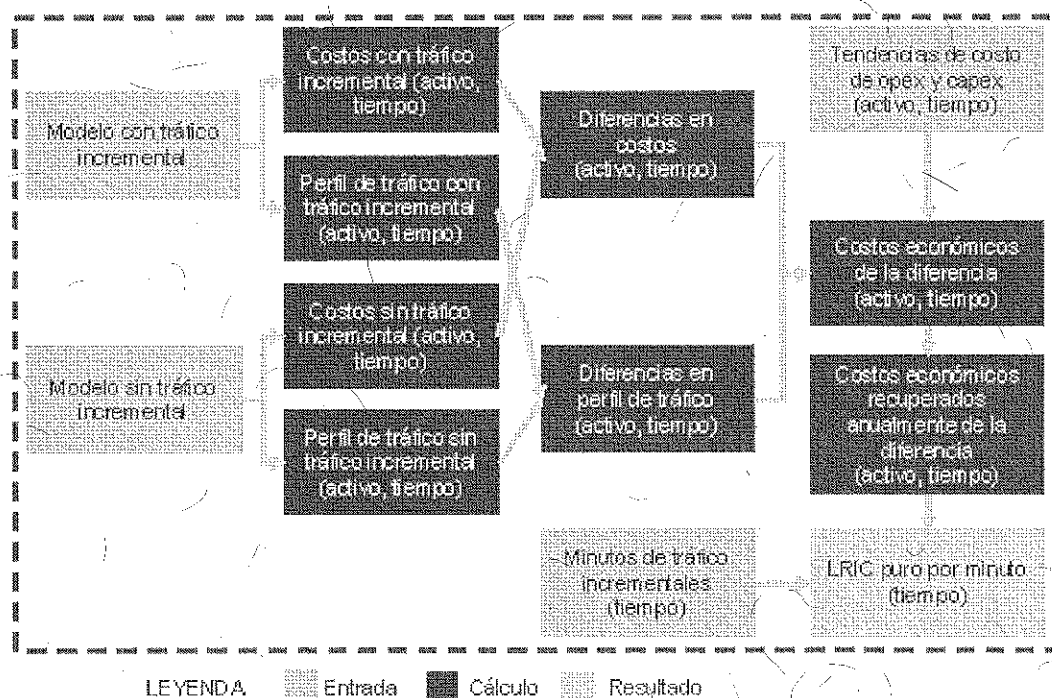 Costos con tráfico
incremental (activo,
tiempo)
Tendencias de costo
de opex y capex
(activo, tiempo)
Modelo con tráfico
incremental
Diferencias en
costos
(activo, tiempo)
Perfil de tráfico con
tráfico incremental
(activo, tiempo)
Costos económicos
de la diferencia
(activo, tiempo)
Costos sin tráfico
incremental (activo,
tiempo)
Modelo sin tráfico
incremental
Diferencias en
perfil de tráfico
(activo, tiempo)
Costos económicos
recuperados
anualmente de la
diferencia
(activo, tiempo)
Perfil de tráfico sin
tráfico incremental
(activo, tiempo)
Minutos de tráfico
incrementales
(tiempo)
LRIC puro por minuto
(tiempo)
LEYENDA Entrada Cálculo Resultado